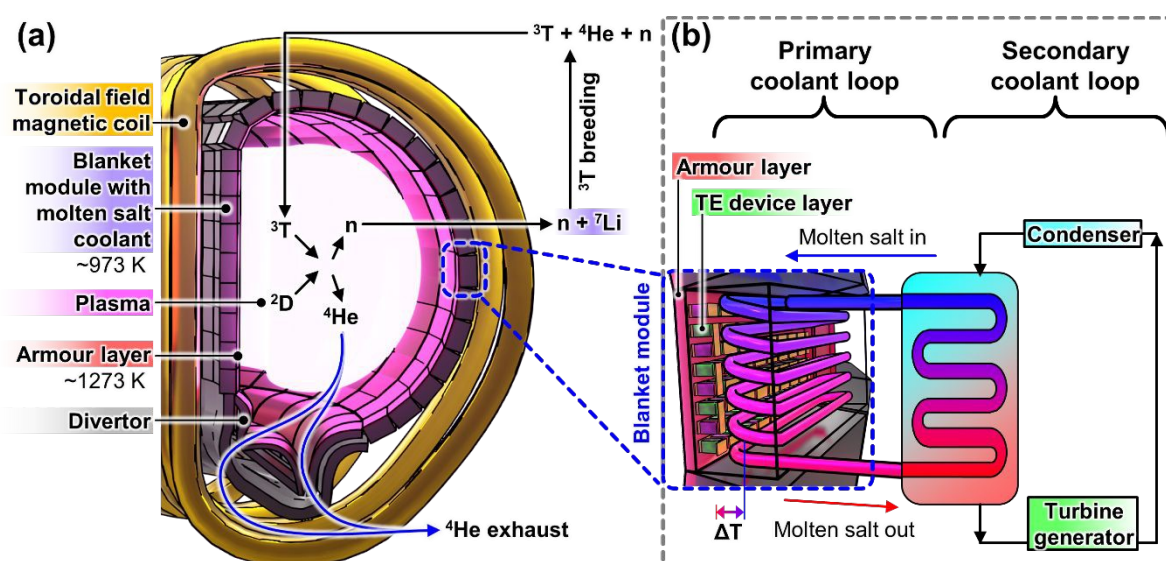 (a)
³T + ⁴He + n
Toroidal field
magnetic coil
Blanket
module with
molten salt
coolant
~973 K
Plasma
Armour layer
~1273 K
Divertor
³T
n
²D
⁴He
n + ⁷Li
³T breeding
⁴He exhaust
(b)
Primary
coolant loop
Secondary
coolant loop
Armour layer
TE device layer
Molten salt in
Condenser
Blanket module
ΔT
Molten salt out
Turbine
generator